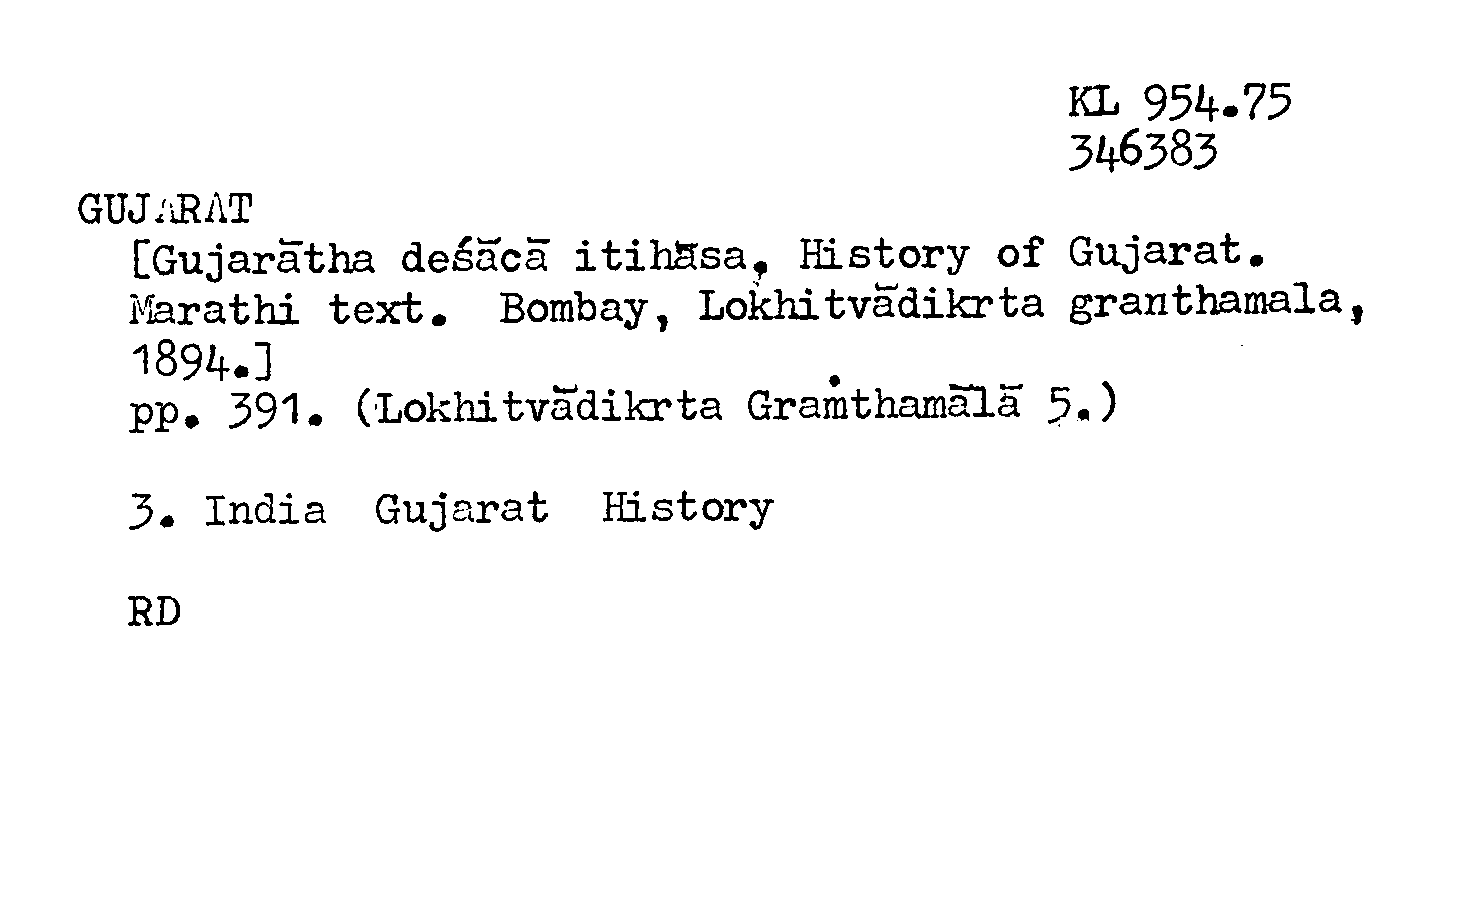 KL 954.75
346383
GUJARAT
[Gujarātha deśācā itihāsa, History of Gujarat.
Marathi text. Bombay, Lokhitvādikrta granthamala,
1894.]
pp. 391. (Lokhitvādikrta Graṁthamālā 5.)
3. India Gujarat History
RD